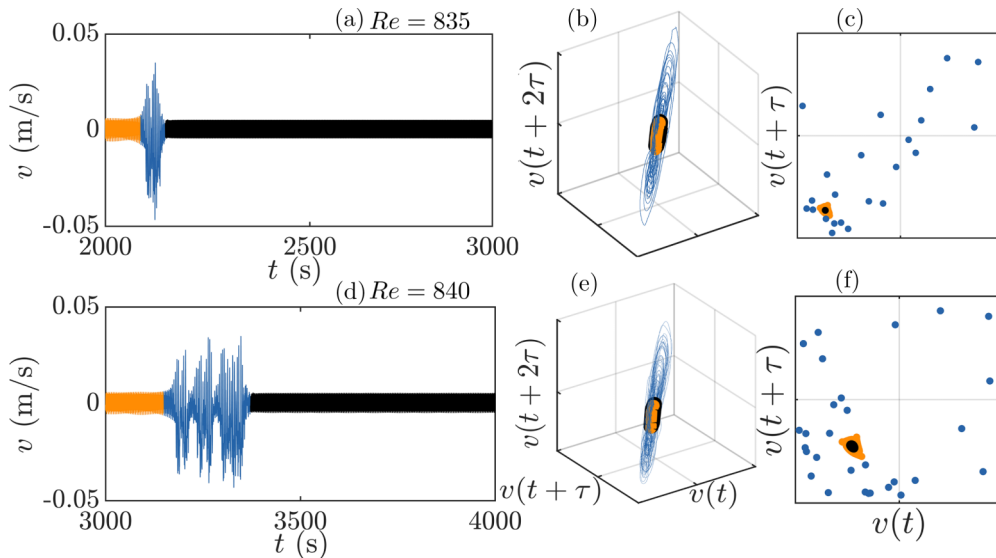 (a) Re = 835
(b)
(c)
0.05
0
-0.05
v (m/s)
2000
2500
3000
t (s)
v(t + 2τ)
v(t + τ)
(d) Re = 840
(e)
(f)
0.05
0
-0.05
v (m/s)
3000
3500
4000
t (s)
v(t + 2τ)
v(t + τ)
v(t)
v(t + τ)
v(t)